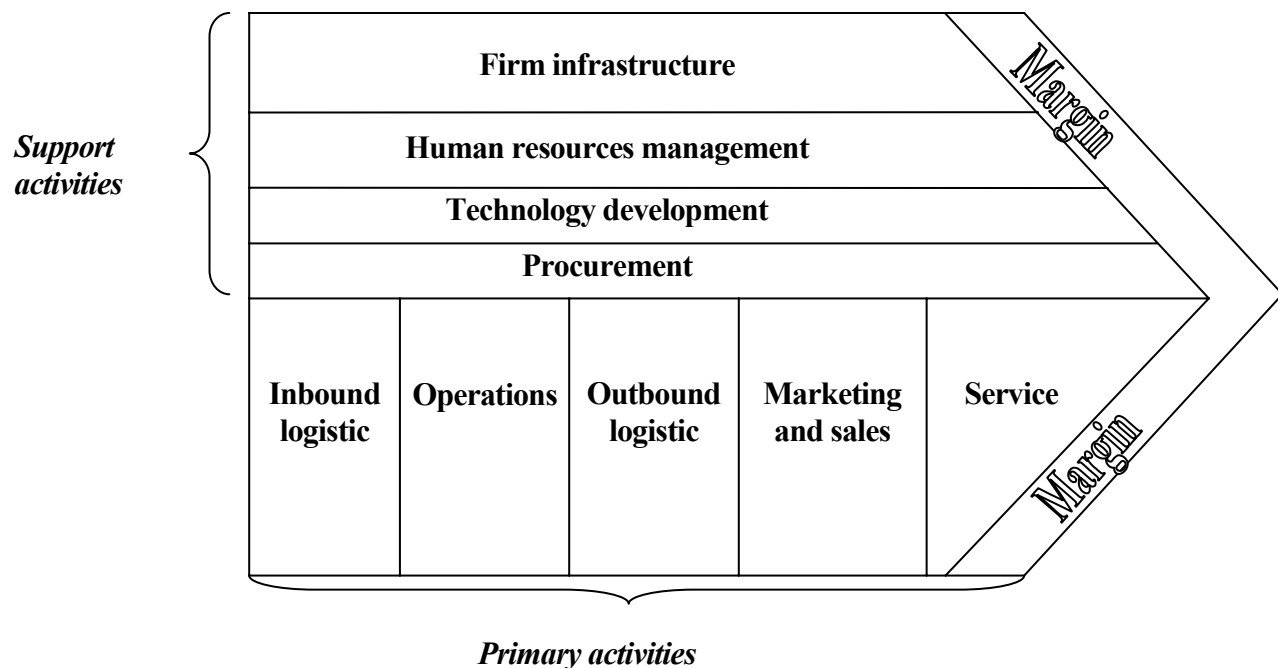 Firm infrastructure
Margin
Support
activities
Human resources management
Technology development
Procurement
Inbound
logistic
Operations
Outbound
logistic
Marketing
and sales
Service
Margin
Primary activities